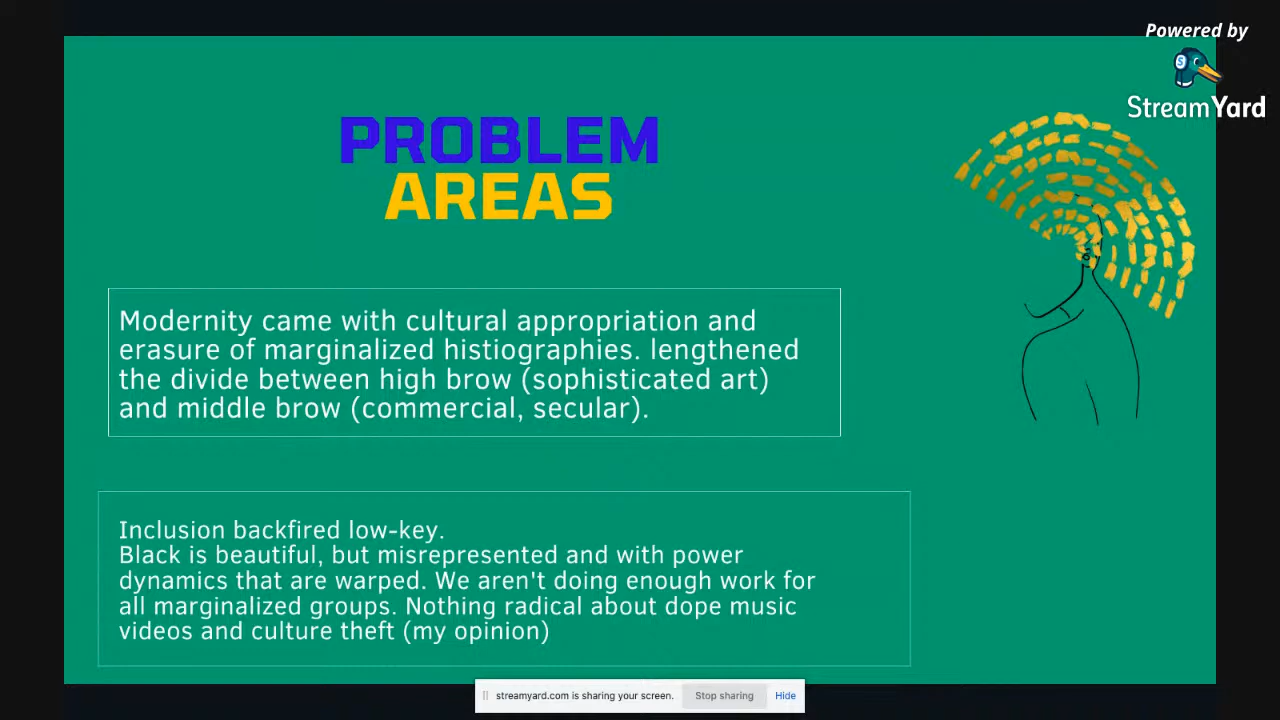 Powered by
StreamYard
PROBLEM
AREAS
Modernity came with cultural appropriation and
erasure of marginalized histiographies. lengthened
the divide between high brow (sophisticated art)
and middle brow (commercial, secular).
Inclusion backfired low-key.
Black is beautiful, but misrepresented and with power
dynamics that are warped. We aren't doing enough work for
all marginalized groups. Nothing radical about dope music
videos and culture theft (my opinion)
streamyard.com is sharing your screen. Stop sharing Hide